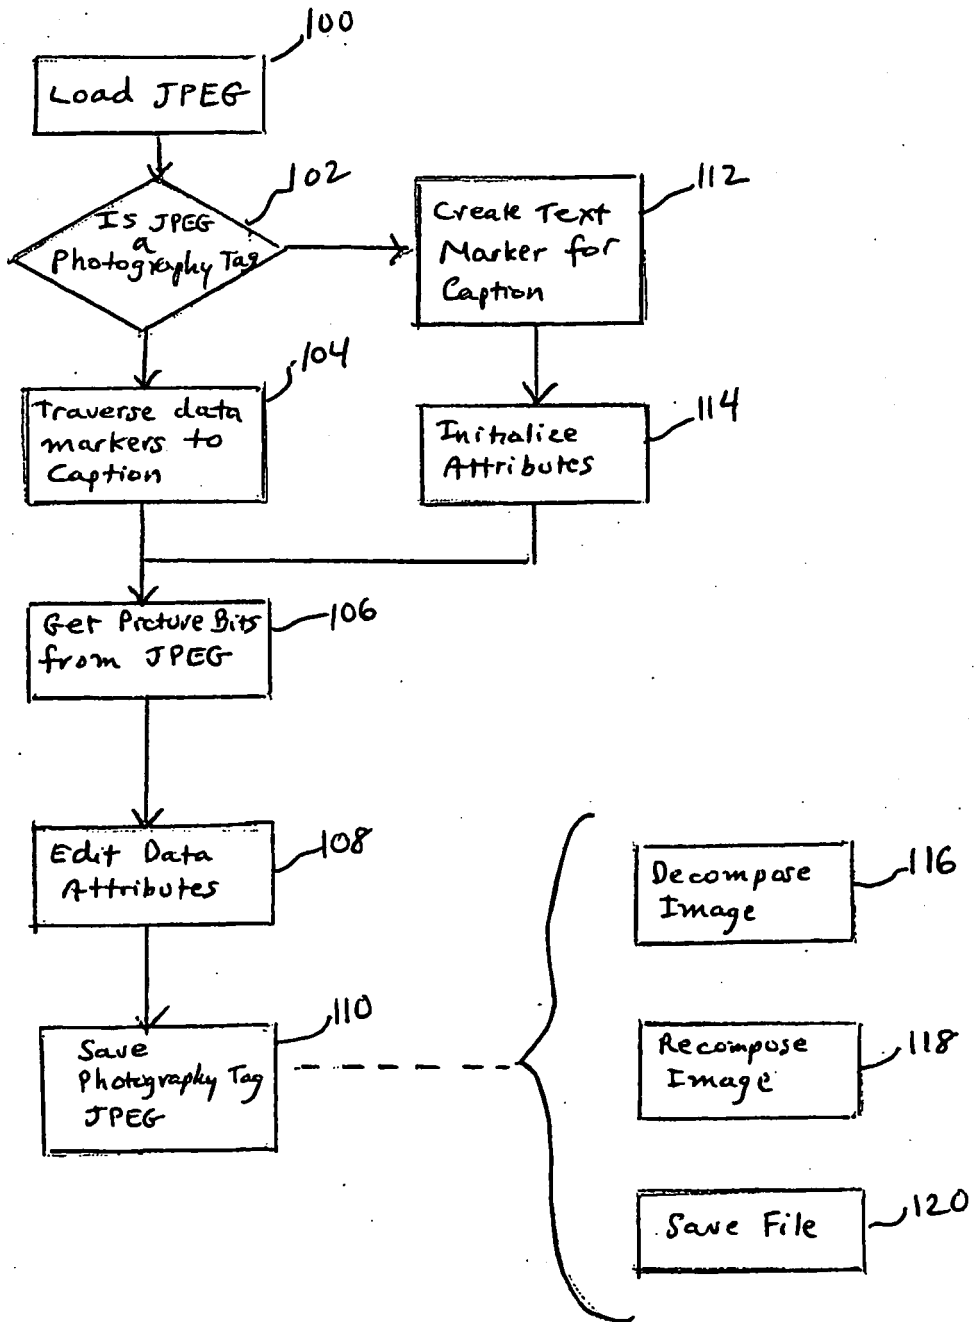 100
Load JPEG
102
Is JPEG
a
Photography Tag
112
Create Text
Marker for
Caption
104
Traverse data
markers to
Caption
114
Initialize
Attributes
106
Get Picture Bits
from JPEG
108
Edit Data
Attributes
116
Decompose
Image
110
Save
Photography Tag
JPEG
118
Recompose
Image
120
Save File